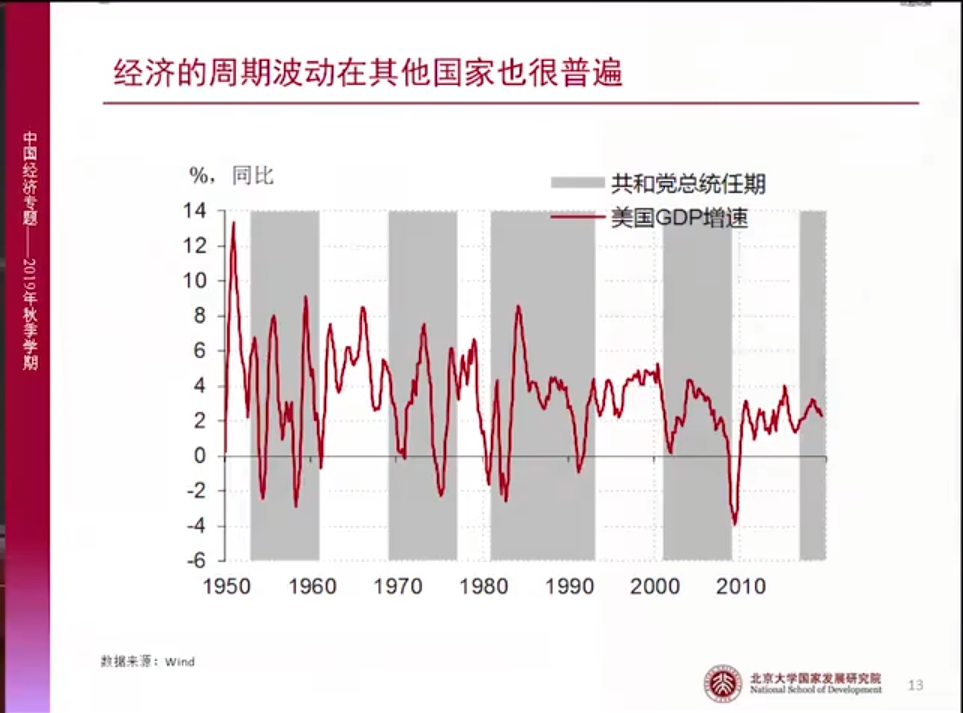 经济的周期波动在其他国家也很普遍
中国经济专题——2019年秋季学期
%，同比
共和党总统任期
美国GDP增速
14
12
10
8
6
4
2
0
-2
-4
-6
1950 1960 1970 1980 1990 2000 2010
数据来源：Wind
北京大学国家发展研究院
National School of Development
13